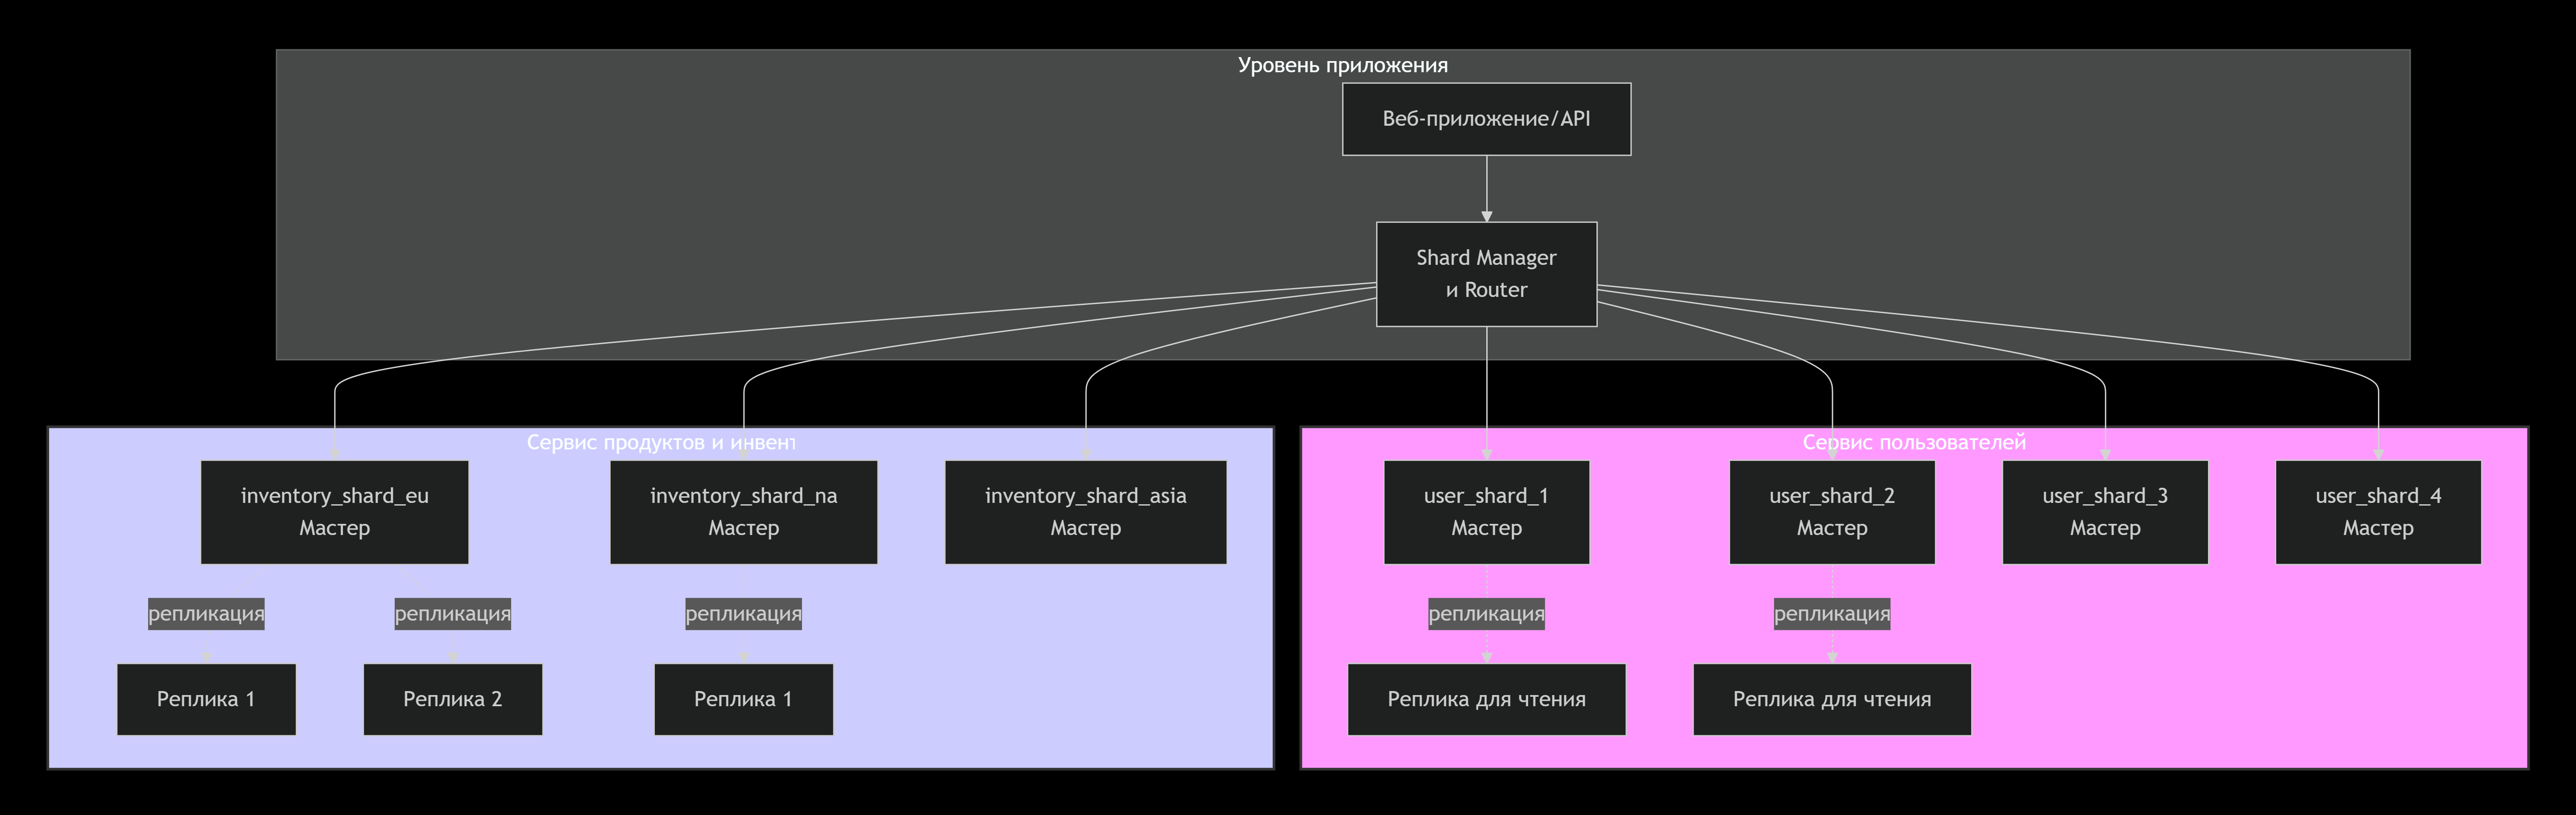 Уровень приложения
Веб-приложение/API
Shard Manager
и Router
Сервис продуктов и инвент
Сервис пользователей
inventory_shard_eu
Мастер
inventory_shard_na
Мастер
inventory_shard_asia
Мастер
user_shard_1
Мастер
user_shard_2
Мастер
user_shard_3
Мастер
user_shard_4
Мастер
репликация
репликация
репликация
репликация
репликация
Реплика 1
Реплика 2
Реплика 1
Реплика для чтения
Реплика для чтения